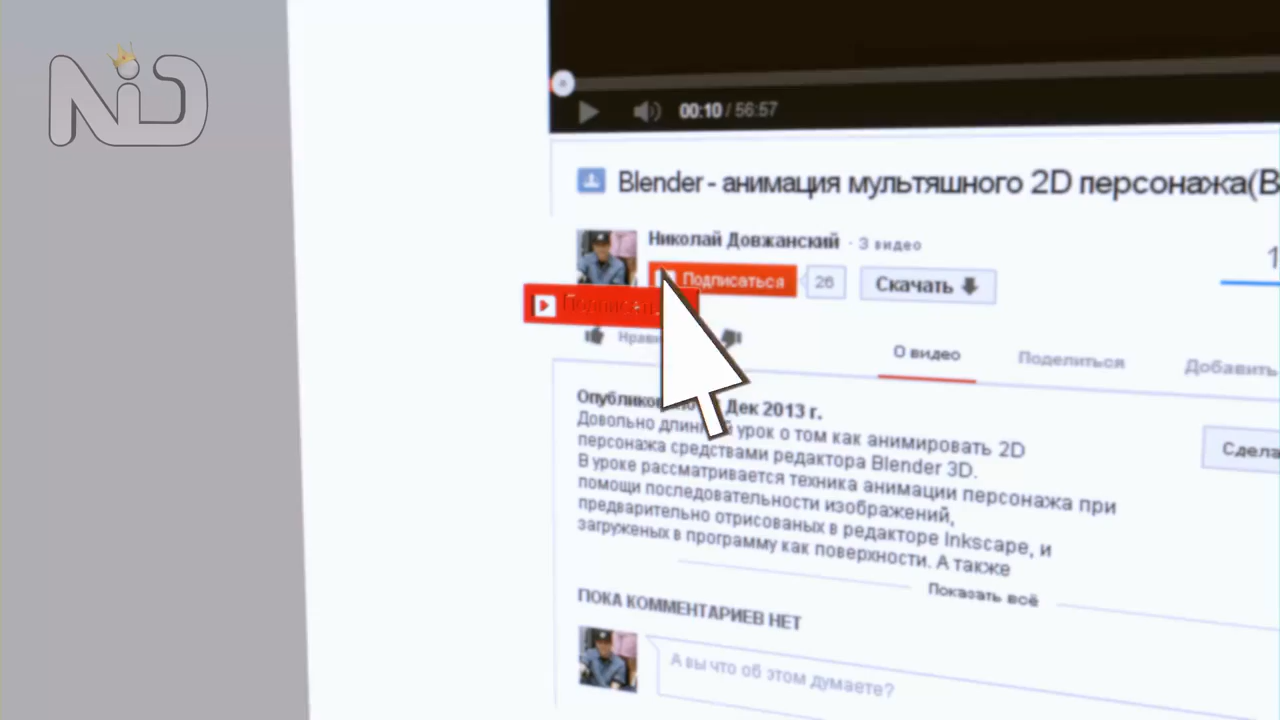 NiD
00:10 / 56:57
Blender - анимация мультяшного 2D персонажа(В
Николай Довжанский · 3 видео
Подписаться 26 Скачать
Нрави
О видео Поделиться Добавить
Дек 2013 г.
Довольно длинный урок о том как анимировать 2D
персонажа средствами редактора Blender 3D.
В уроке рассматривается техника анимации персонажа при
помощи последовательности изображений,
предварительно отрисованых в редакторе Inkscape, и
загруженых в программу как поверхности. А также
Сдела
Показать всё
ПОКА КОММЕНТАРИЕВ НЕТ
А вы что об этом думаете?